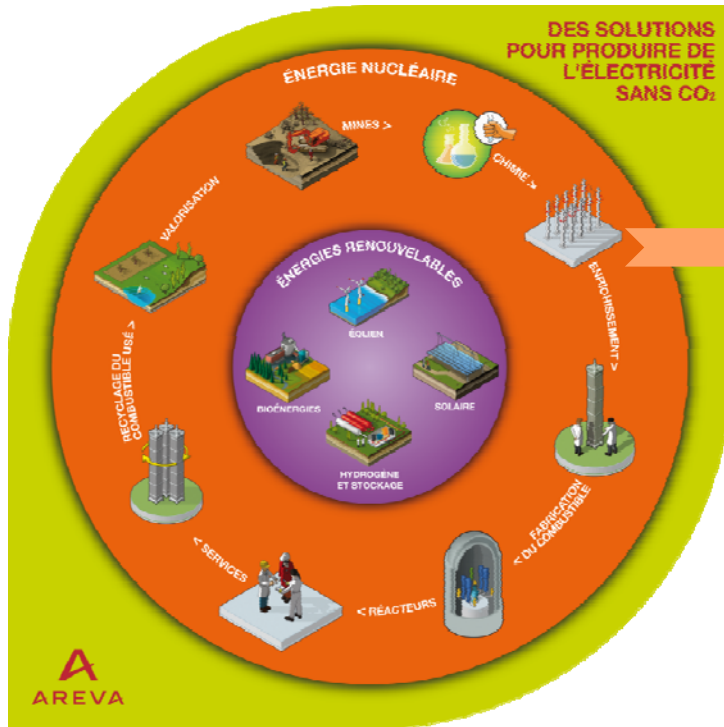 DES SOLUTIONS
POUR PRODUIRE DE
L'ÉLECTRICITÉ
SANS CO₂
ÉNERGIE NUCLÉAIRE
MINES >
CHIMIE >
ENRICHISSEMENT >
FABRICATION
< DU COMBUSTIBLE
< RÉACTEURS
< SERVICES
RECYCLAGE DU
COMBUSTIBLE USÉ >
VALORISATION
ÉNERGIES RENOUVELABLES
ÉOLIEN
SOLAIRE
HYDROGÈNE
ET STOCKAGE
BIOÉNERGIES
AREVA